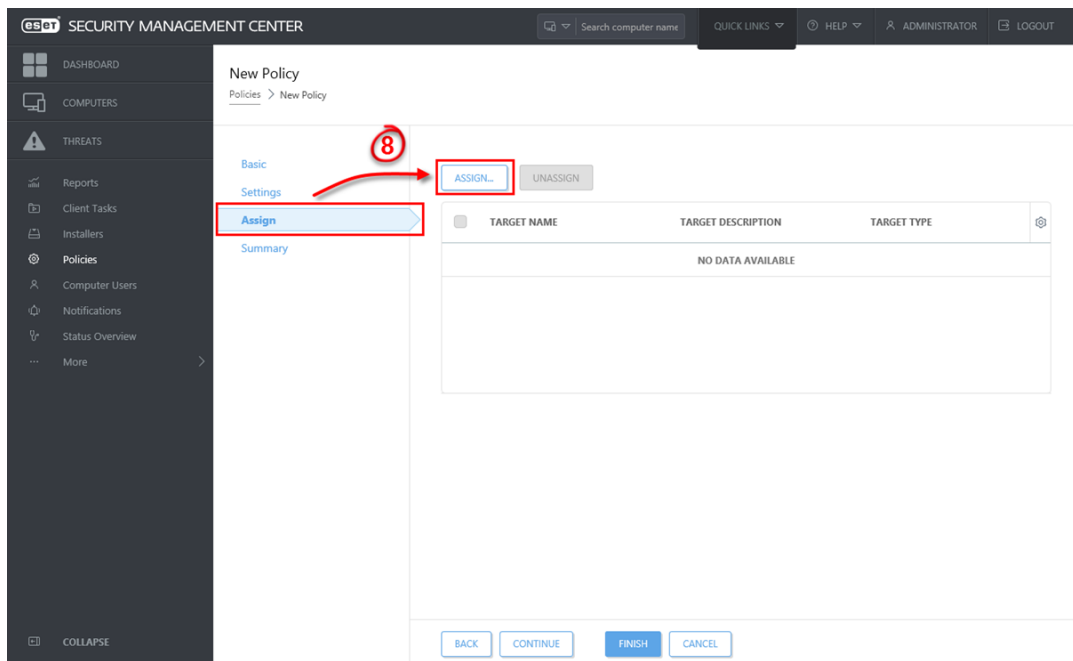 eset SECURITY MANAGEMENT CENTER
Search computer name
QUICK LINKS
HELP
ADMINISTRATOR
LOGOUT
DASHBOARD
COMPUTERS
THREATS
Reports
Client Tasks
Installers
Policies
Computer Users
Notifications
Status Overview
More
COLLAPSE
New Policy
Policies > New Policy
Basic
Settings
Assign
Summary
8
ASSIGN...
UNASSIGN
TARGET NAME TARGET DESCRIPTION TARGET TYPE
NO DATA AVAILABLE
BACK CONTINUE FINISH CANCEL